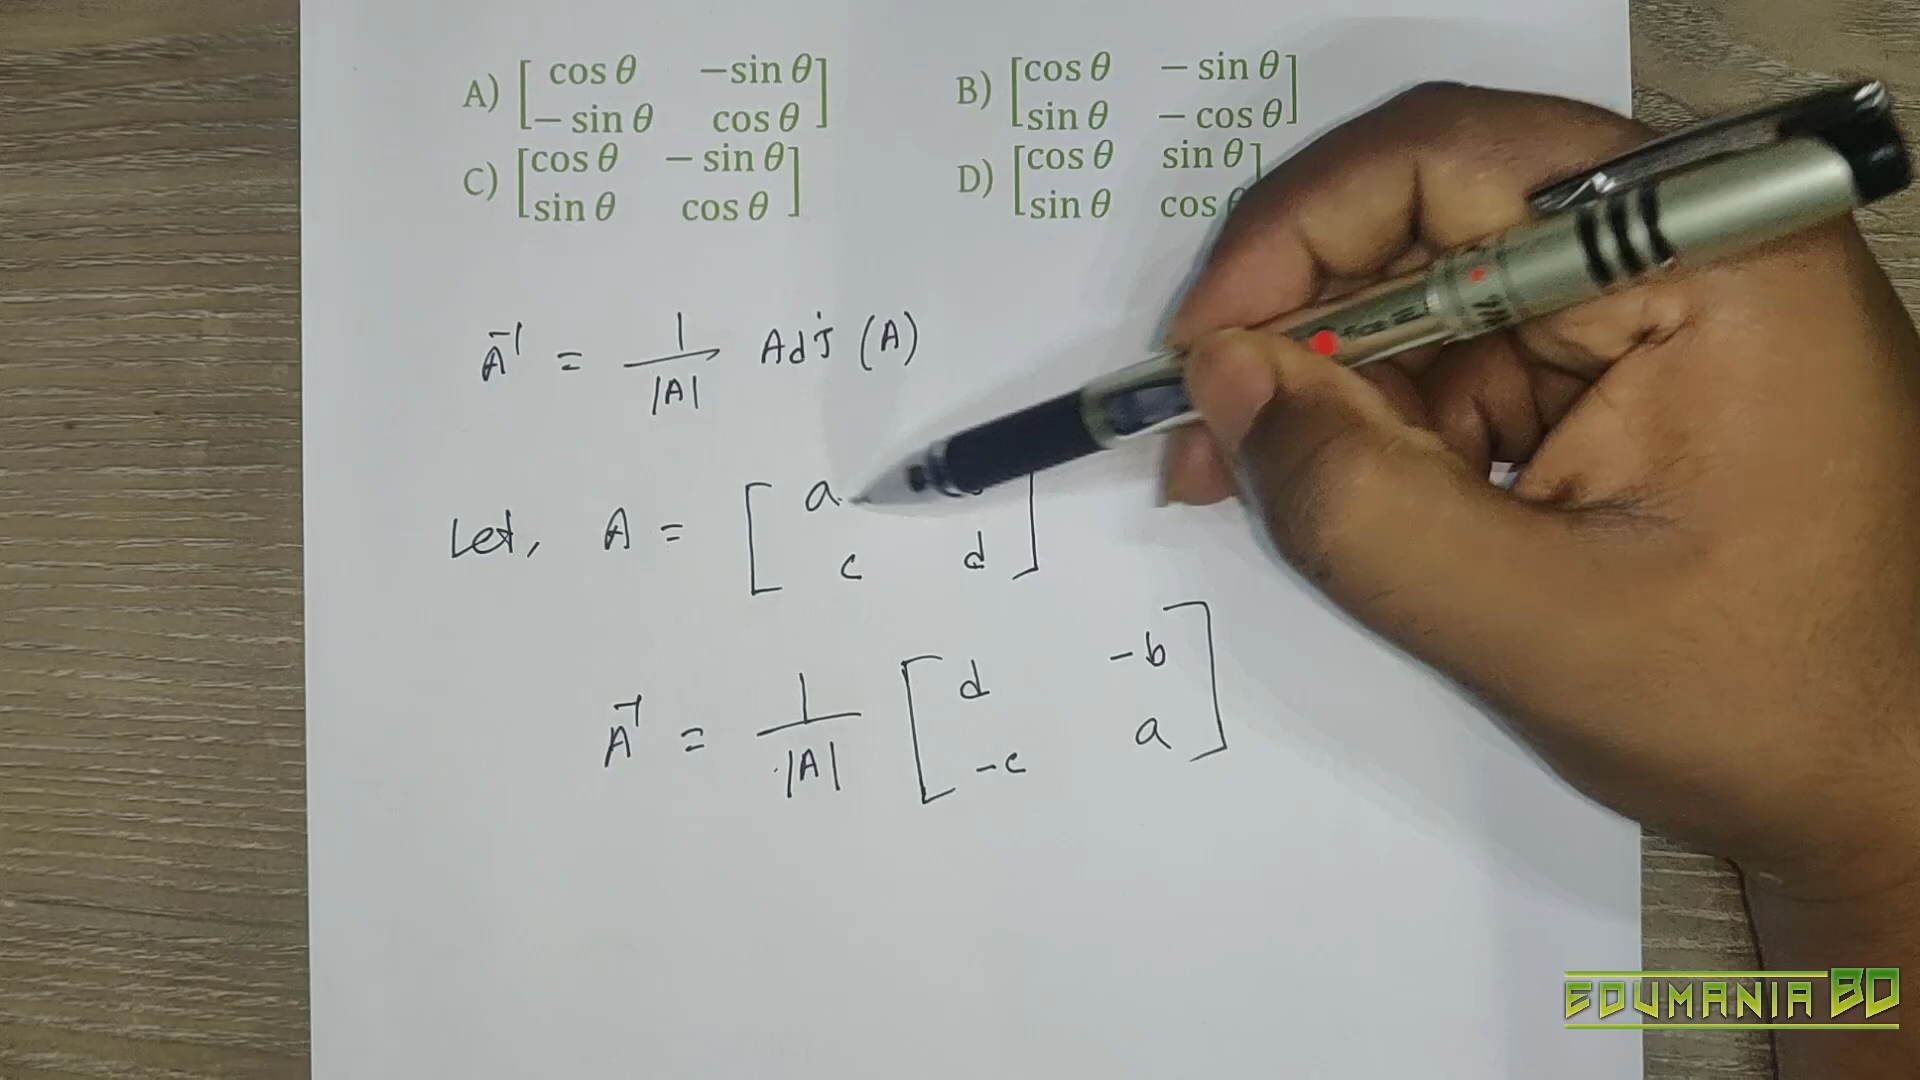 A) [cos θ −sin θ] B) [cos θ − sin θ]
[− sin θ cos θ] [sin θ − cos θ]
C) [cos θ − sin θ] D) [cos θ sin θ]
[sin θ cos θ] [sin θ cos
A⁻¹ = 1/|A| Adj (A)
Let, A = [a
c d]
A⁻¹ = 1/|A| [d -b
-c a]
EDUMANIA BD